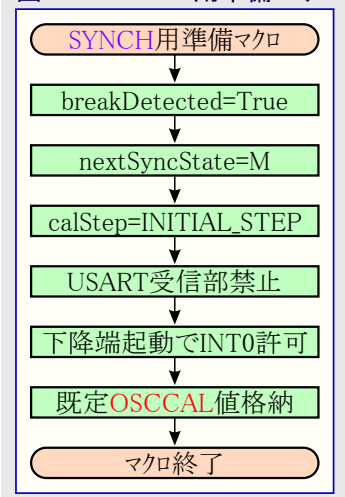 SYNCH用準備マクロ
breakDetected=True
nextSyncState=M
calStep=INITIAL_STEP
USART受信部禁止
下降端起動でINT0許可
既定OSCCAL値格納
マクロ終了